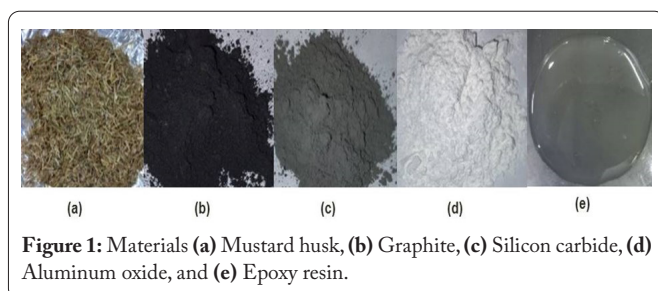 (a) (b) (c) (d) (e)
Figure 1: Materials (a) Mustard husk, (b) Graphite, (c) Silicon carbide, (d)
Aluminum oxide, and (e) Epoxy resin.